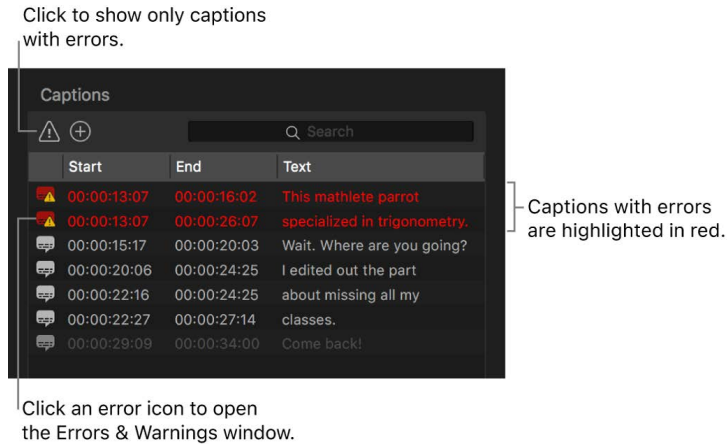 Click to show only captions
with errors.
Captions
Search
Start End Text
00:00:13:07 00:00:16:02 This mathlete parrot
00:00:13:07 00:00:26:07 specialized in trigonometry.
00:00:15:17 00:00:20:03 Wait. Where are you going?
00:00:20:06 00:00:24:25 I edited out the part
00:00:22:16 00:00:24:25 about missing all my
00:00:22:27 00:00:27:14 classes.
00:00:29:09 00:00:34:00 Come back!
Captions with errors
are highlighted in red.
Click an error icon to open
the Errors & Warnings window.